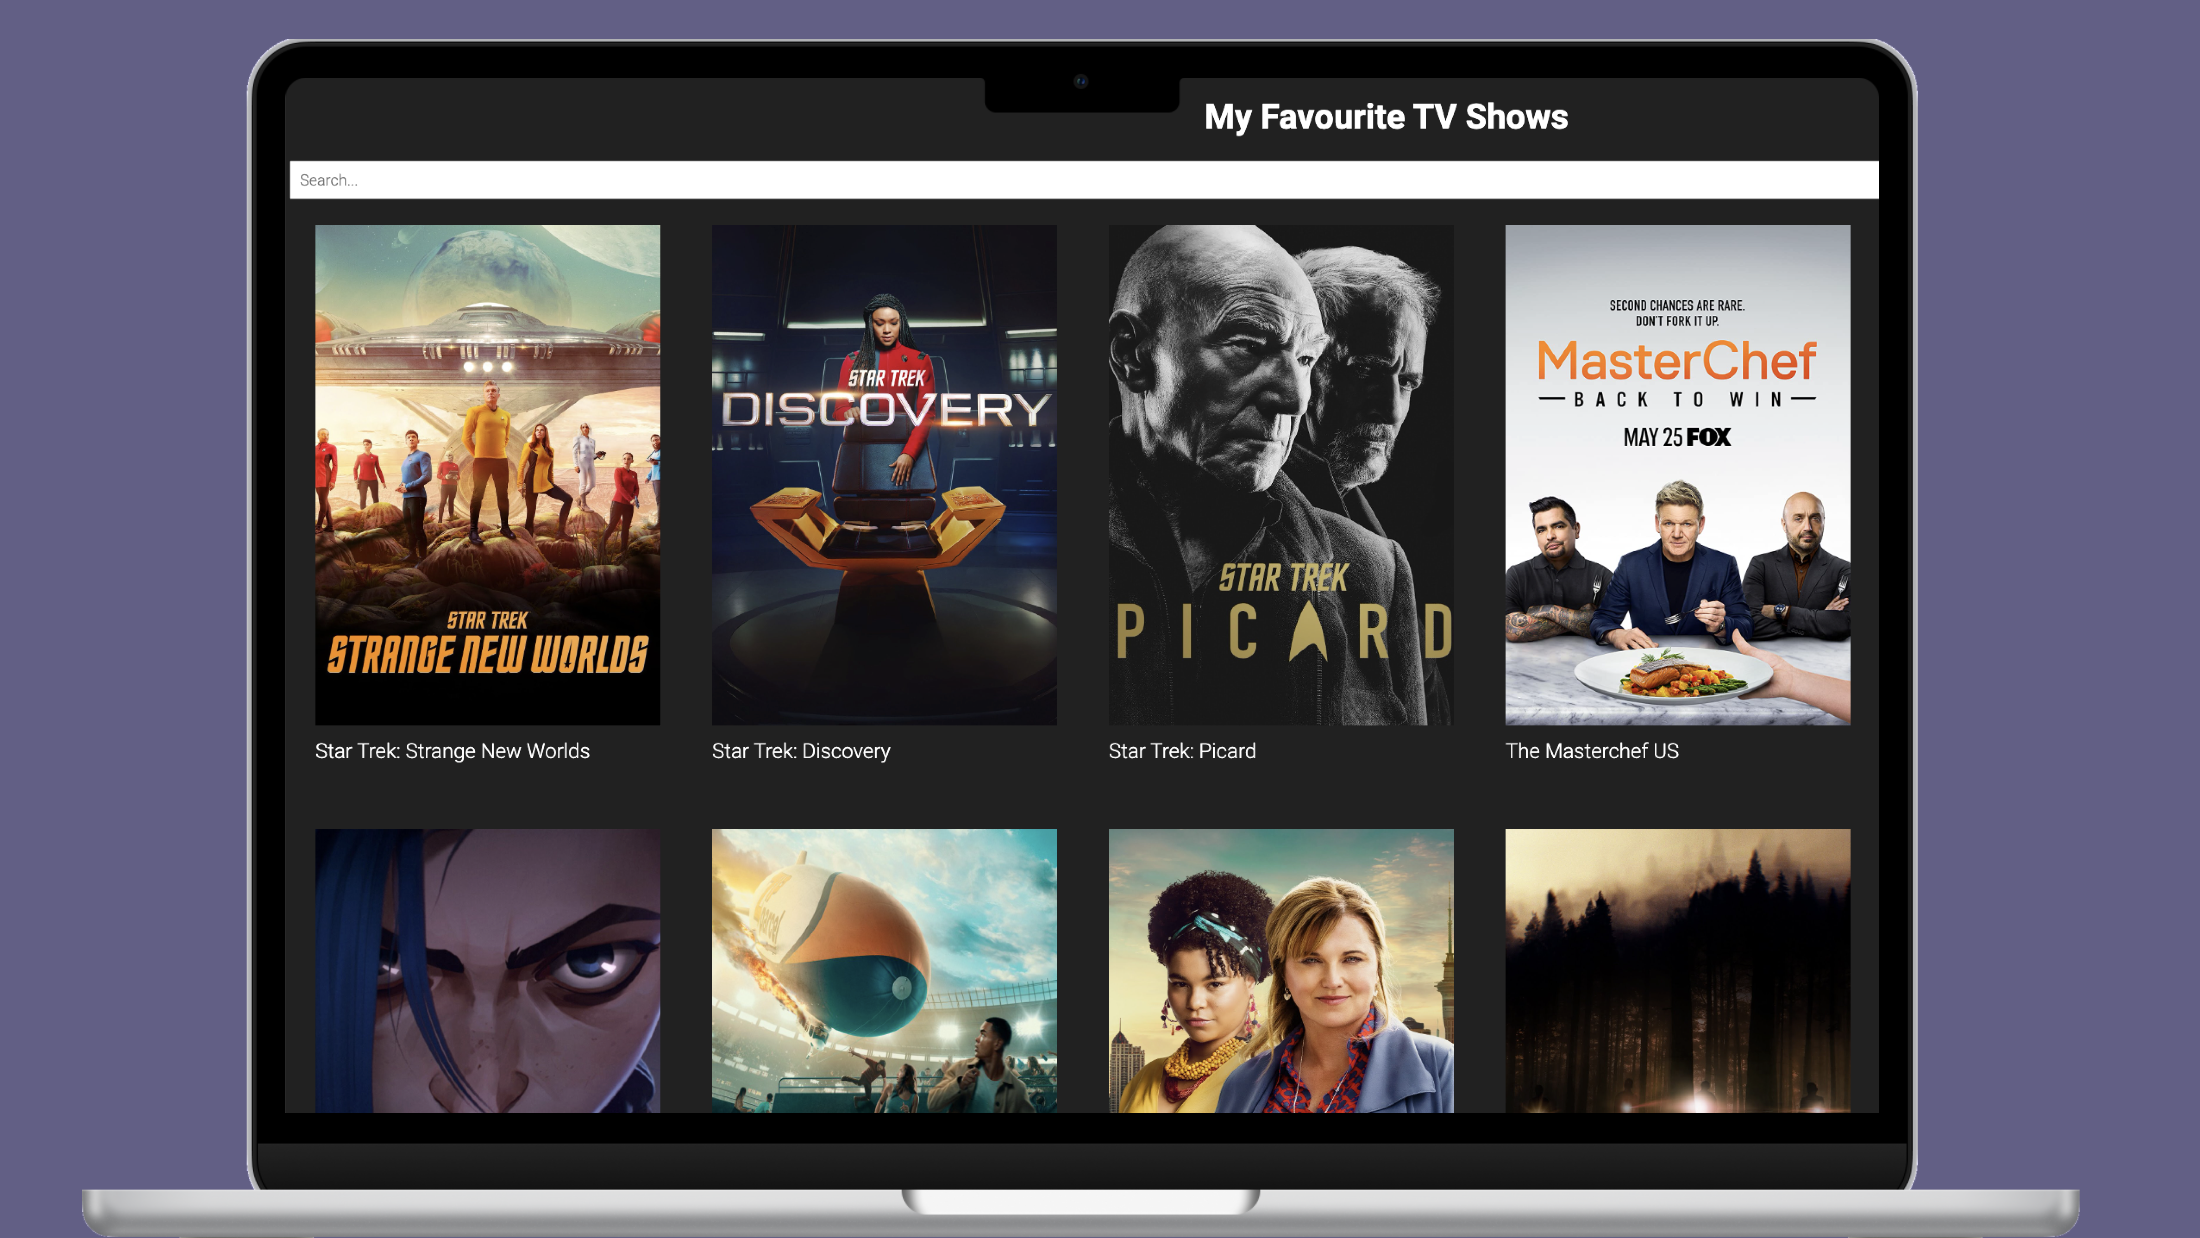 My Favourite TV Shows
Search...
STAR TREK
STRANGE NEW WORLDS
STAR TREK
DISCOVERY
STAR TREK
PICARD
SECOND CHANCES ARE RARE.
DON'T FORK IT UP.
MasterChef
BACK TO WIN
MAY 25 FOX
Star Trek: Strange New Worlds
Star Trek: Discovery
Star Trek: Picard
The Masterchef US